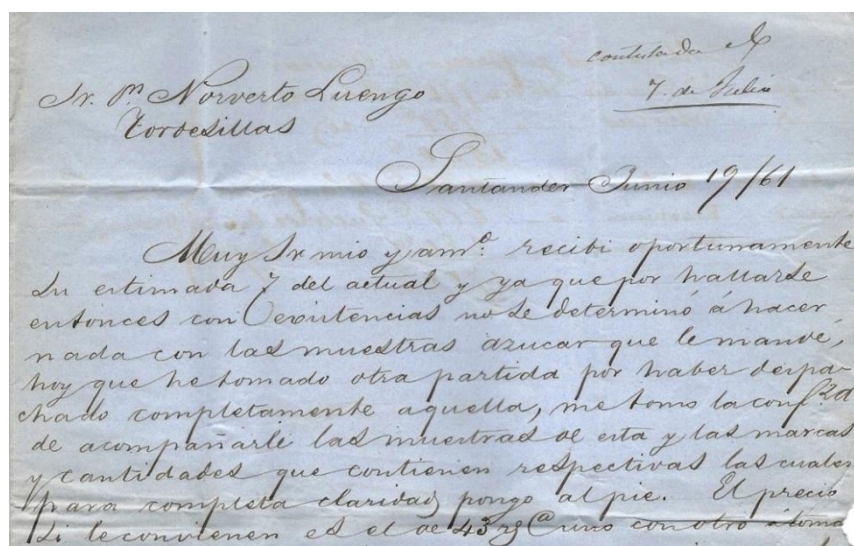 contestada el
7. de Julio
Sr. Dn Norverto Luengo
Tordesillas
Santander Junio 19/61
Muy Sr mio y amo: recibi oportunamente
su estimada 7 del actual y ya que por hallarse
entonces con existencias no se determinó á hacer
nada con las muestras azucar que le mandé,
hoy que he tomado otra partida por haber despa-
chado completamente aquella, me tomo la confzd
de acompañarle las muestras de esta y las marcas
y cantidades que contienen respectivas las cuales
para completa claridad pongo al pie. El precio
si le convienen es el de 43 rs @ uno con otro